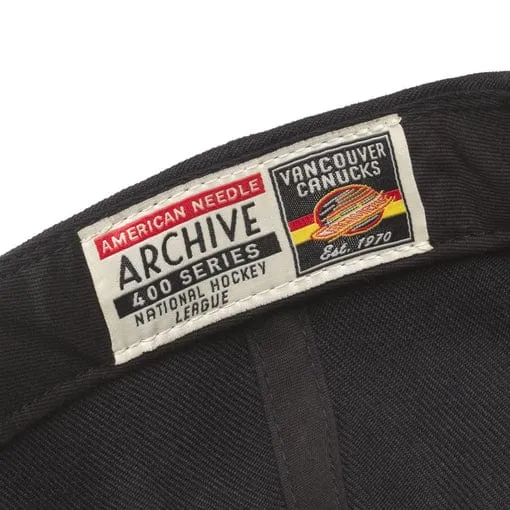 AMERICAN NEEDLE
ARCHIVE
400 SERIES
NATIONAL HOCKEY
LEAGUE
VANCOUVER
CANUCKS
Est. 1970